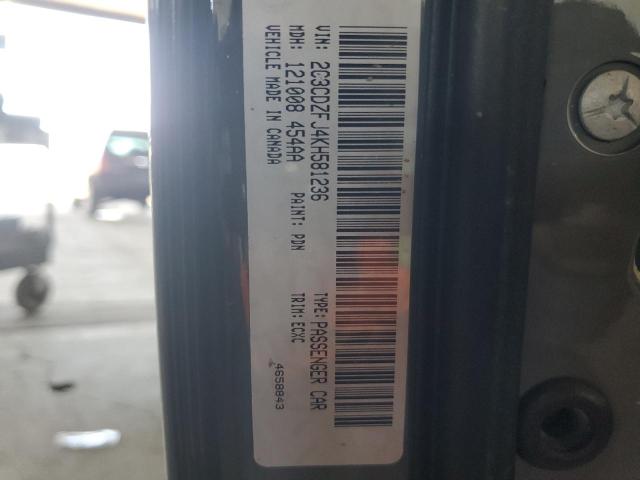 VIN: 2C3CDZFJ4KH581236 TYPE: PASSENGER CAR
MDH: 121008 454AA PAINT: PDN TRIM: ECXC
VEHICLE MADE IN CANADA 4658843